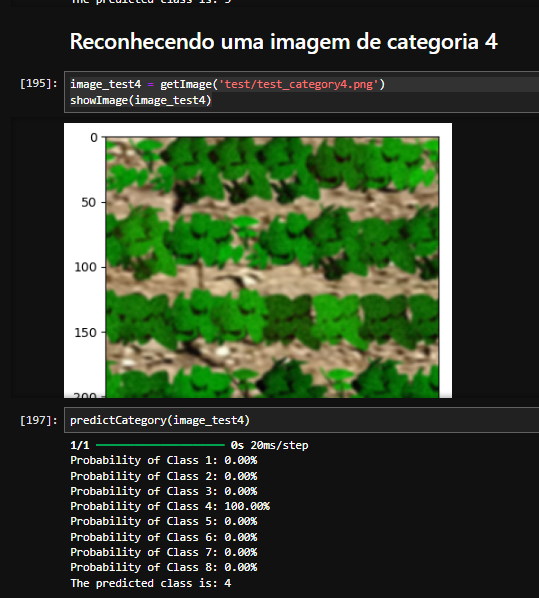 The predicted class is: 3
Reconhecendo uma imagem de categoria 4
[195]: image_test4 = getImage('test/test_category4.png')
showImage(image_test4)
0
50
100
150
200
[197]: predictCategory(image_test4)
1/1 0s 20ms/step
Probability of Class 1: 0.00%
Probability of Class 2: 0.00%
Probability of Class 3: 0.00%
Probability of Class 4: 100.00%
Probability of Class 5: 0.00%
Probability of Class 6: 0.00%
Probability of Class 7: 0.00%
Probability of Class 8: 0.00%
The predicted class is: 4